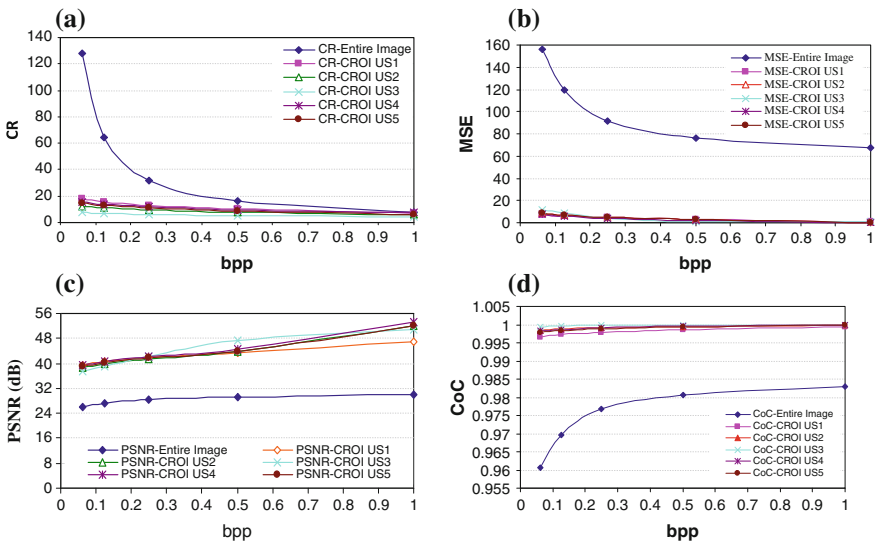 (a)
CR
140
120
100
80
60
40
20
0
0 0.1 0.2 0.3 0.4 0.5 0.6 0.7 0.8 0.9 1
bpp
CR-Entire Image
CR-CROI US1
CR-CROI US2
CR-CROI US3
CR-CROI US4
CR-CROI US5
(b)
MSE
160
140
120
100
80
60
40
20
0
0 0.1 0.2 0.3 0.4 0.5 0.6 0.7 0.8 0.9 1
bpp
MSE-Entire Image
MSE-CROI US1
MSE-CROI US2
MSE-CROI US3
MSE-CROI US4
MSE-CROI US5
(c)
PSNR (dB)
56
48
40
32
24
16
8
0
0 0.1 0.2 0.3 0.4 0.5 0.6 0.7 0.8 0.9 1
bpp
PSNR-Entire Image PSNR-CROI US1
PSNR-CROI US2 PSNR-CROI US3
PSNR-CROI US4 PSNR-CROI US5
(d)
CoC
1.005
1
0.995
0.99
0.985
0.98
0.975
0.97
0.965
0.96
0.955
0 0.1 0.2 0.3 0.4 0.5 0.6 0.7 0.8 0.9 1
bpp
CoC-Entire Image
CoC-CROI US1
CoC-CROI US2
CoC-CROI US3
CoC-CROI US4
CoC-CROI US5